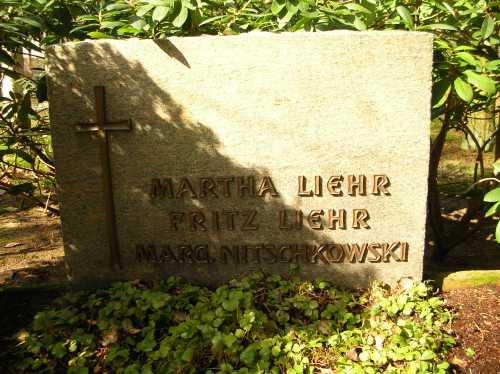 MARTHA LIEHR
FRITZ LIEHR
MARG. NITSCHKOWSKI